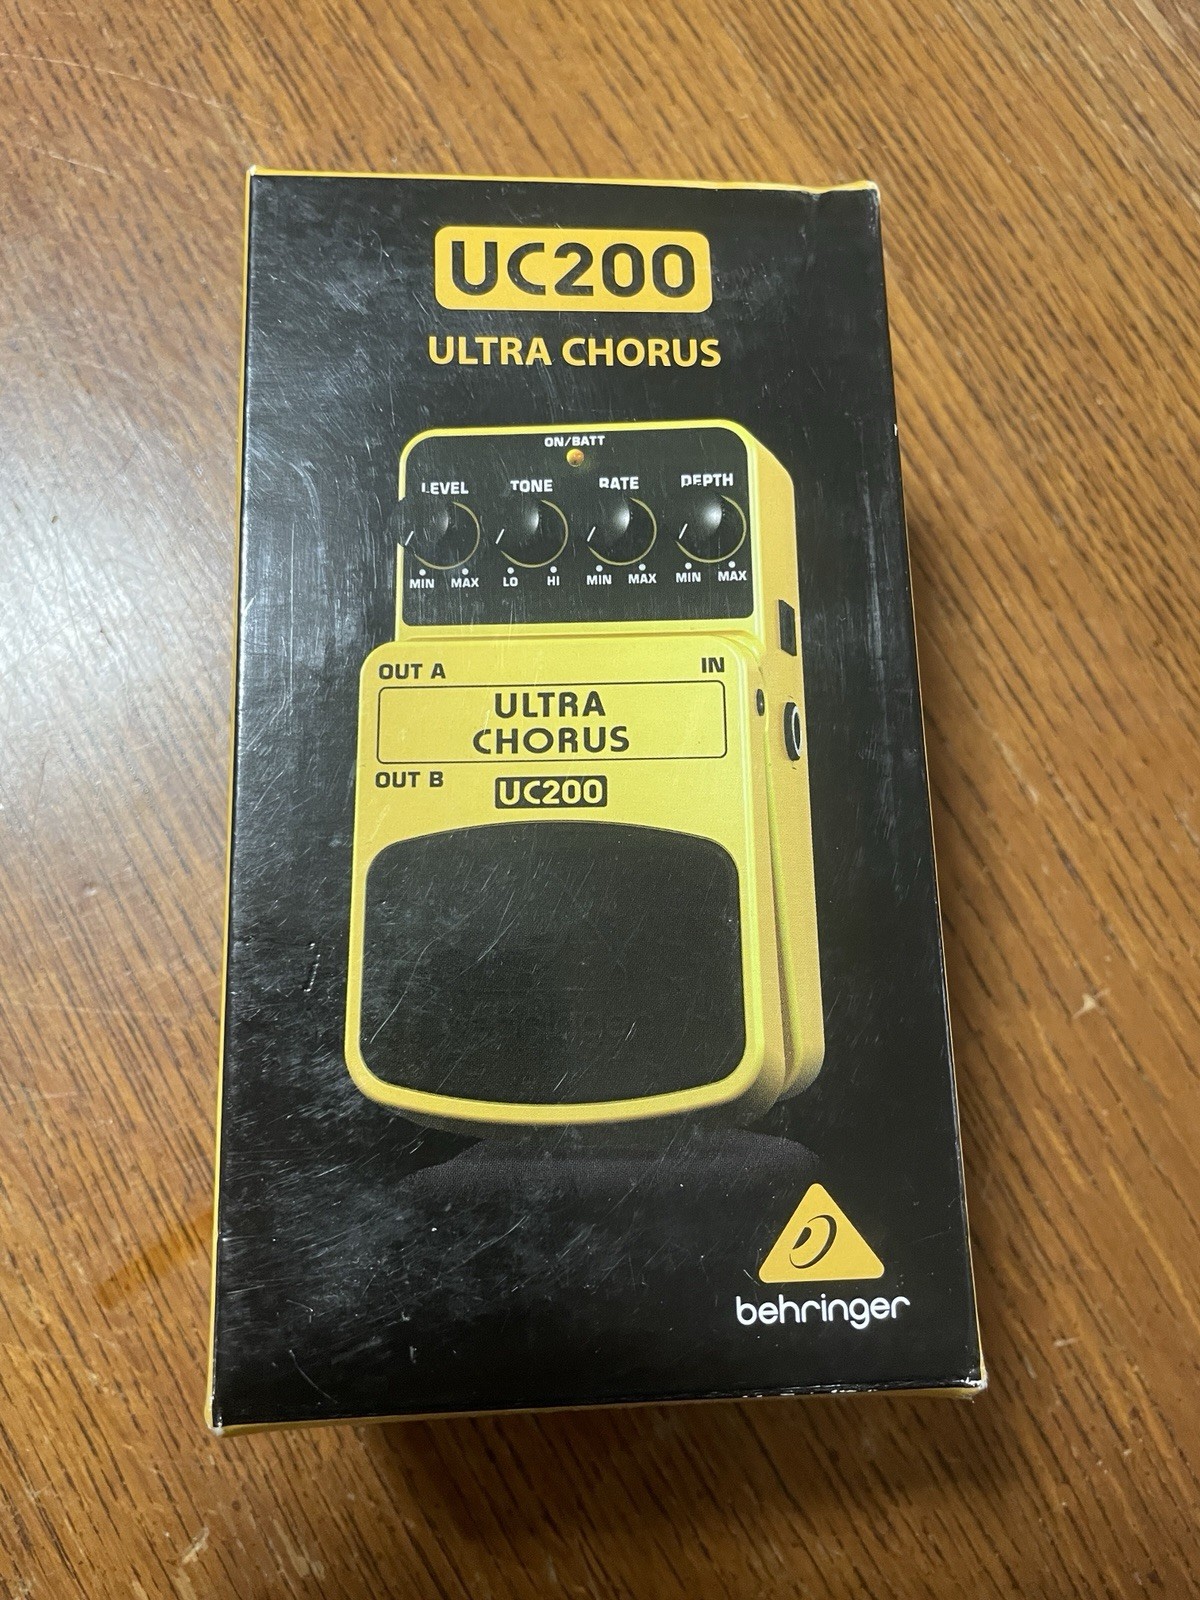 UC200
ULTRA CHORUS
ON/BATT
LEVEL TONE RATE DEPTH
MIN MAX LO HI MIN MAX MIN MAX
OUT A IN
ULTRA
CHORUS
OUT B
UC200
behringer